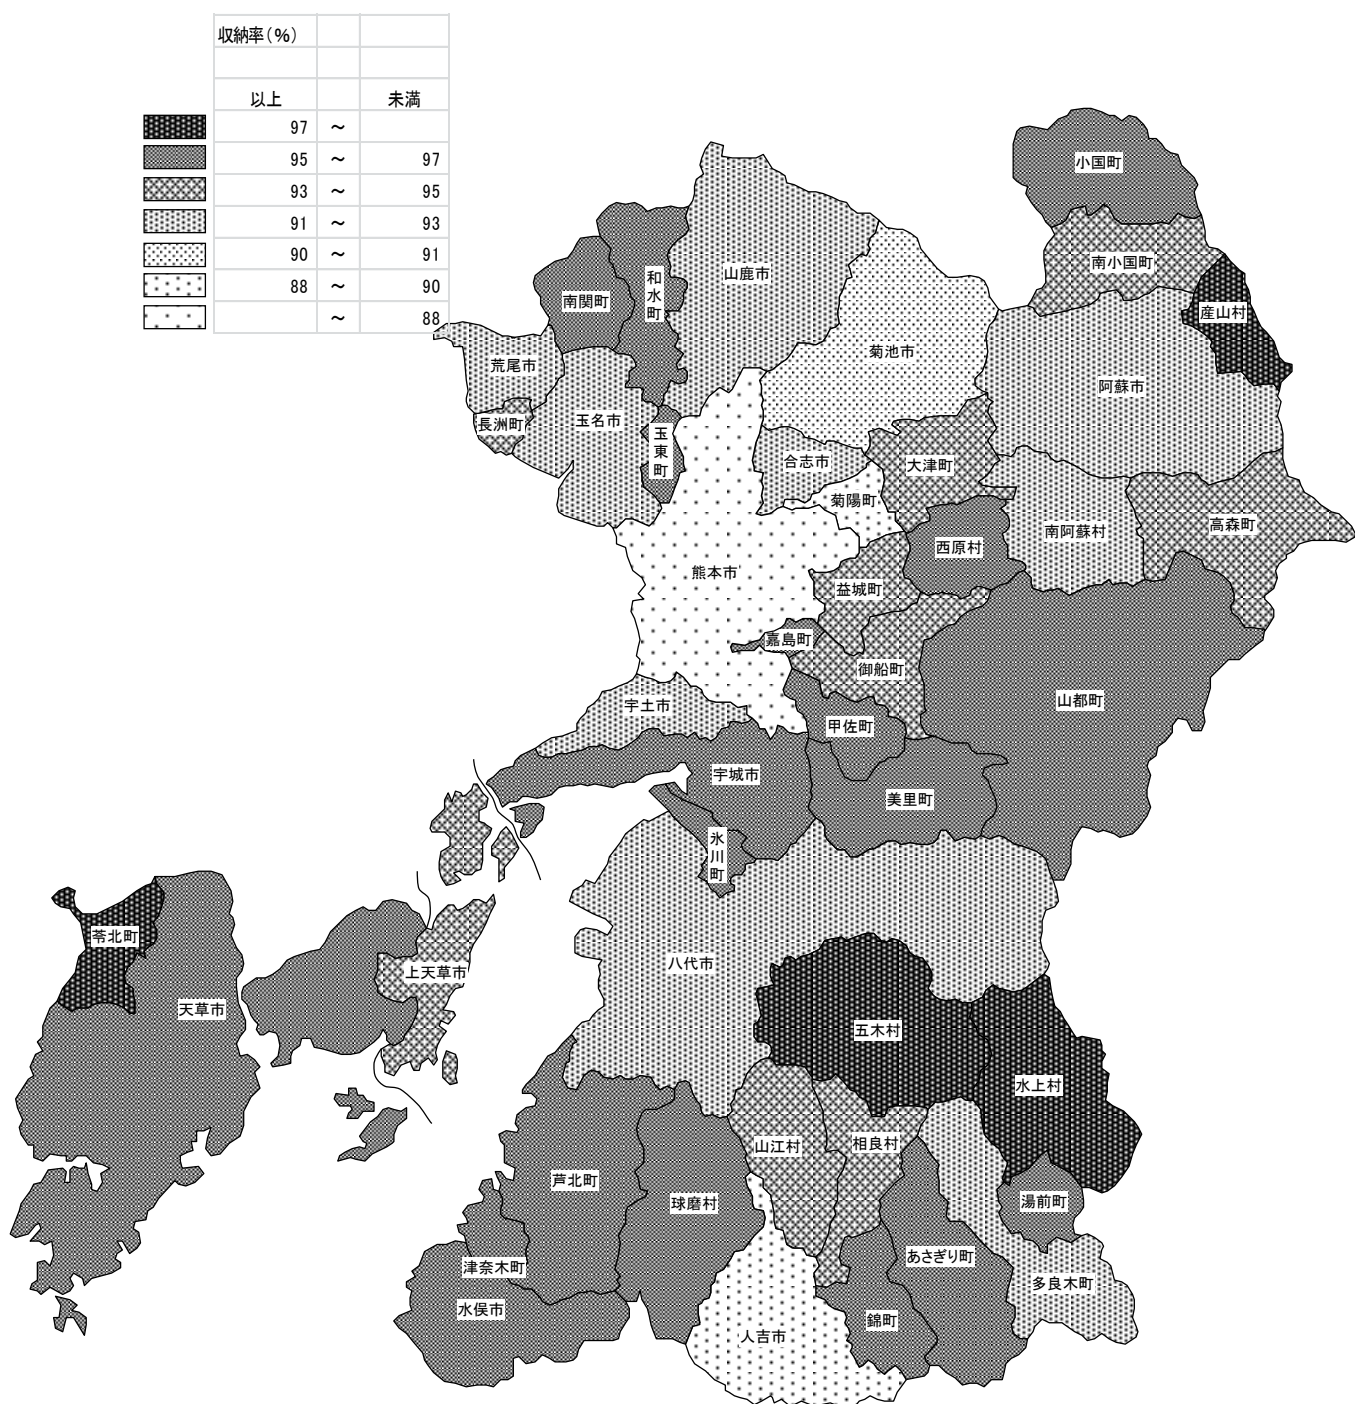 収納率(%)
以上 未満
97 ～
95 ～ 97
93 ～ 95
91 ～ 93
90 ～ 91
88 ～ 90
～ 88
小国町
南小国町
産山村
山鹿市
和水町
南関町
菊池市
荒尾市
阿蘇市
長洲町
玉名市
玉東町
合志市
大津町
菊陽町
高森町
南阿蘇村
西原村
熊本市
益城町
嘉島町
御船町
山都町
宇土市
甲佐町
宇城市
美里町
氷川町
苓北町
八代市
上天草市
天草市
五木村
水上村
山江村
相良村
芦北町
球磨村
湯前町
あさぎり町
津奈木町
多良木町
水俣市
錦町
人吉市